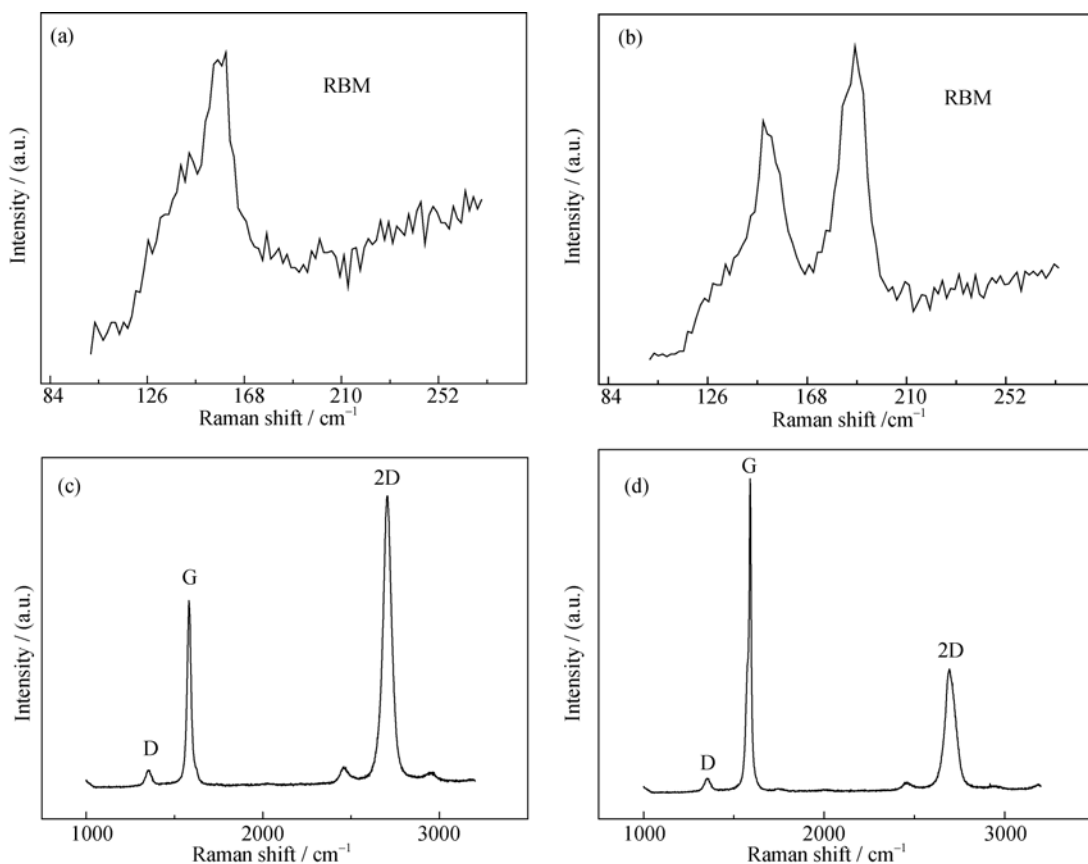 (a)
RBM
Intensity / (a.u.)
84 126 168 210 252
Raman shift / cm⁻¹
(b)
RBM
Intensity / (a.u.)
84 126 168 210 252
Raman shift /cm⁻¹
(c)
2D
G
D
Intensity / (a.u.)
1000 2000 3000
Raman shift / cm⁻¹
(d)
G
2D
D
Intensity / (a.u.)
1000 2000 3000
Raman shift / cm⁻¹